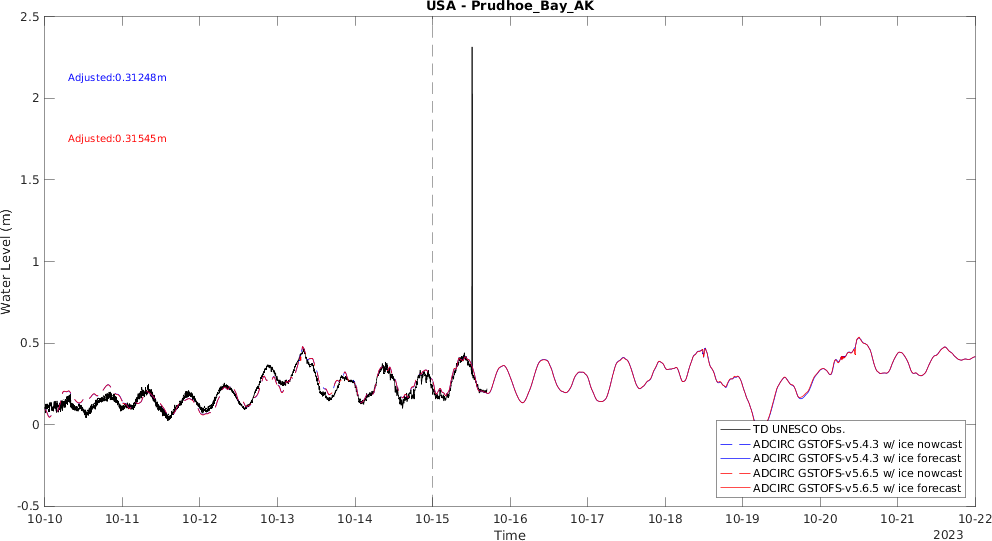 USA - Prudhoe_Bay_AK
2.5
2
1.5
1
0.5
0
-0.5
Water Level (m)
Adjusted:0.31248m
Adjusted:0.31545m
TD UNESCO Obs.
ADCIRC GSTOFS-v5.4.3 w/ ice nowcast
ADCIRC GSTOFS-v5.4.3 w/ ice forecast
ADCIRC GSTOFS-v5.6.5 w/ ice nowcast
ADCIRC GSTOFS-v5.6.5 w/ ice forecast
10-10 10-11 10-12 10-13 10-14 10-15 10-16 10-17 10-18 10-19 10-20 10-21 10-22
Time
2023